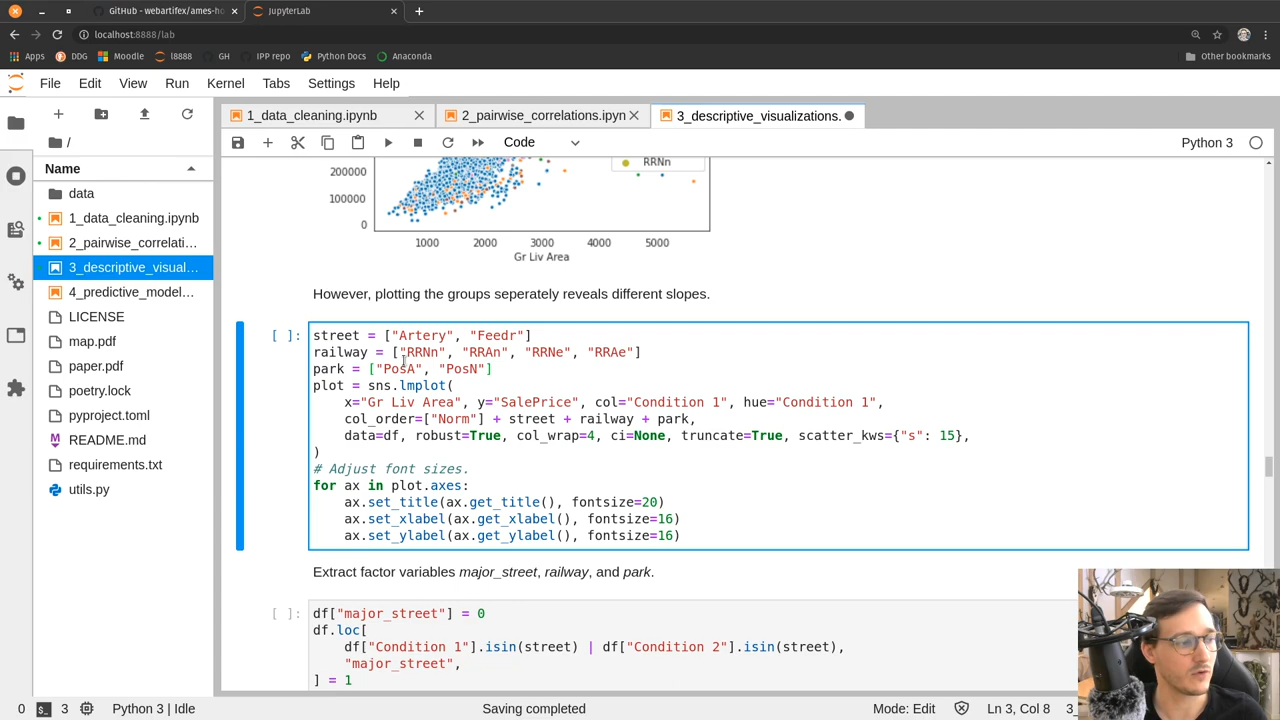 GitHub - webartifex/ames-ho
JupyterLab
localhost:8888/lab
Apps DDG Moodle l8888 GH IPP repo Python Docs Anaconda Other bookmarks
File Edit View Run Kernel Tabs Settings Help
1_data_cleaning.ipynb 2_pairwise_correlations.ipyn 3_descriptive_visualizations.
Code Python 3
/
Name
data
1_data_cleaning.ipynb
2_pairwise_correlati...
3_descriptive_visual...
4_predictive_model...
LICENSE
map.pdf
paper.pdf
poetry.lock
pyproject.toml
README.md
requirements.txt
utils.py
RRNn
200000
100000
0
1000 2000 3000 4000 5000
Gr Liv Area
However, plotting the groups seperately reveals different slopes.
[ ]: street = ["Artery", "Feedr"]
railway = ["RRNn", "RRAn", "RRNe", "RRAe"]
park = ["PosA", "PosN"]
plot = sns.lmplot(
x="Gr Liv Area", y="SalePrice", col="Condition 1", hue="Condition 1",
col_order=["Norm"] + street + railway + park,
data=df, robust=True, col_wrap=4, ci=None, truncate=True, scatter_kws={"s": 15},
)
# Adjust font sizes.
for ax in plot.axes:
ax.set_title(ax.get_title(), fontsize=20)
ax.set_xlabel(ax.get_xlabel(), fontsize=16)
ax.set_ylabel(ax.get_ylabel(), fontsize=16)
Extract factor variables major_street, railway, and park.
[ ]: df["major_street"] = 0
df.loc[
df["Condition 1"].isin(street) | df["Condition 2"].isin(street),
"major_street",
] = 1
0 3 Python 3 | Idle Saving completed Mode: Edit Ln 3, Col 8 3_